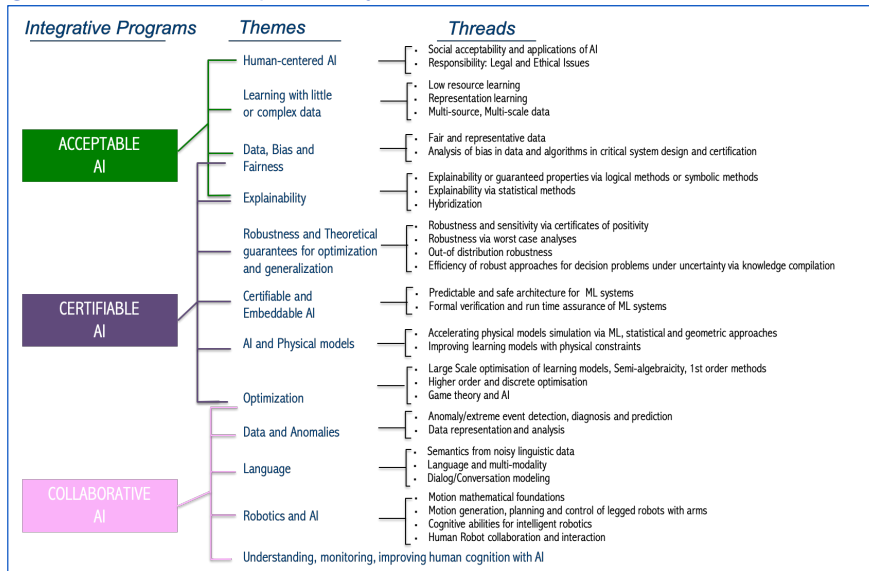 Integrative Programs
Themes
Threads
ACCEPTABLE
AI
CERTIFIABLE
AI
COLLABORATIVE
AI
Human-centered AI
• Social acceptability and applications of AI
• Responsibility: Legal and Ethical Issues
Learning with little
or complex data
• Low resource learning
• Representation learning
• Multi-source, Multi-scale data
Data, Bias and
Fairness
• Fair and representative data
• Analysis of bias in data and algorithms in critical system design and certification
Explainability
• Explainability or guaranteed properties via logical methods or symbolic methods
• Explainability via statistical methods
• Hybridization
Robustness and Theoretical
guarantees for optimization
and generalization
• Robustness and sensitivity via certificates of positivity
• Robustness via worst case analyses
• Out-of distribution robustness
• Efficiency of robust approaches for decision problems under uncertainty via knowledge compilation
Certifiable and
Embeddable AI
• Predictable and safe architecture for ML systems
• Formal verification and run time assurance of ML systems
AI and Physical models
• Accelerating physical models simulation via ML, statistical and geometric approaches
• Improving learning models with physical constraints
Optimization
• Large Scale optimisation of learning models, Semi-algebraicity, 1st order methods
• Higher order and discrete optimisation
• Game theory and AI
Data and Anomalies
• Anomaly/extreme event detection, diagnosis and prediction
• Data representation and analysis
Language
• Semantics from noisy linguistic data
• Language and multi-modality
• Dialog/Conversation modeling
Robotics and AI
• Motion mathematical foundations
• Motion generation, planning and control of legged robots with arms
• Cognitive abilities for intelligent robotics
• Human Robot collaboration and interaction
Understanding, monitoring, improving human cognition with AI